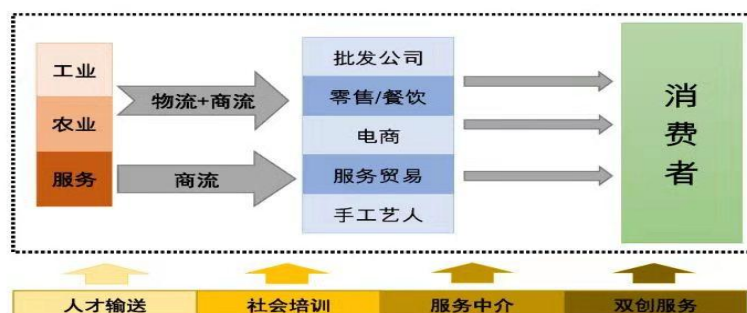 工业
农业
服务
物流+商流
商流
批发公司
零售/餐饮
电商
服务贸易
手工艺人
消费者
人才输送
社会培训
服务中介
双创服务